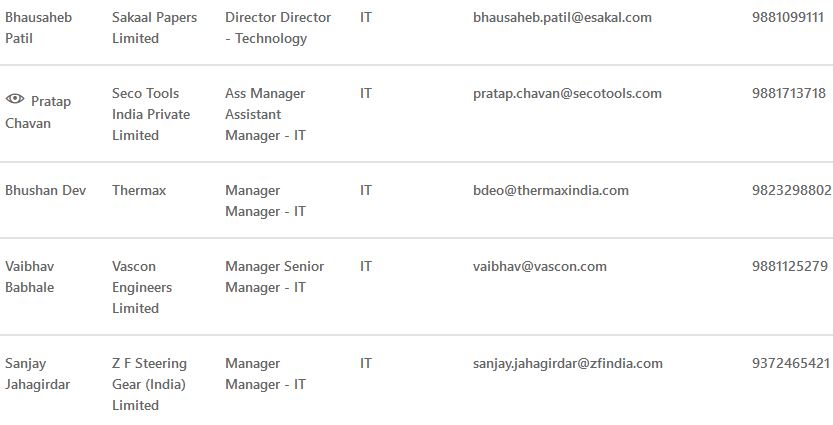 Bhausaheb Sakaal Papers Director Director IT bhausaheb.patil@esakal.com 9881099111
Patil Limited - Technology
Pratap Seco Tools Ass Manager IT pratap.chavan@secotools.com 9881713718
Chavan India Private Assistant
Limited Manager - IT
Bhushan Dev Thermax Manager IT bdeo@thermaxindia.com 9823298802
Manager - IT
Vaibhav Vascon Manager Senior IT vaibhav@vascon.com 9881125279
Babhale Engineers Manager - IT
Limited
Sanjay Z F Steering Manager IT sanjay.jahagirdar@zfindia.com 9372465421
Jahagirdar Gear (India) Manager - IT
Limited